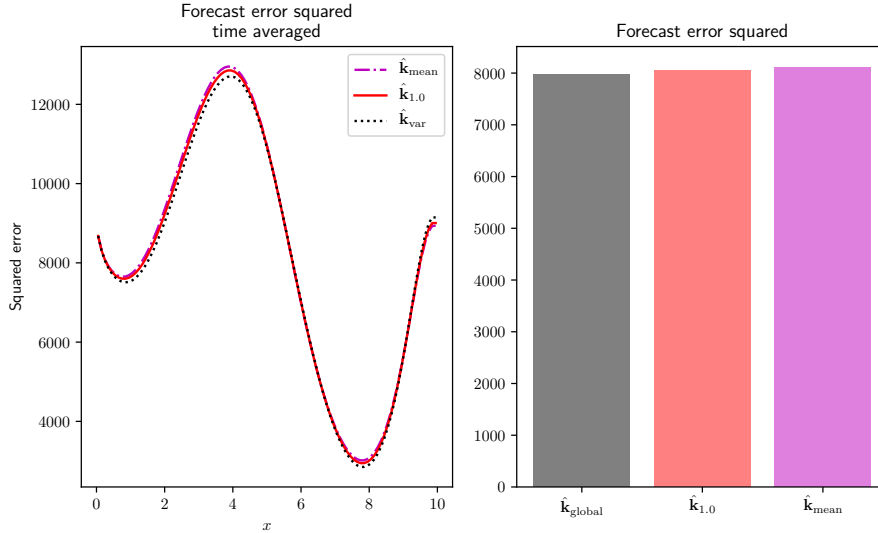 Forecast error squared
time averaged
Squared error
12000
10000
8000
6000
4000
k̂mean
k̂1.0
k̂var
0 2 4 6 8 10
x
Forecast error squared
8000
7000
6000
5000
4000
3000
2000
1000
0
k̂global k̂1.0 k̂mean